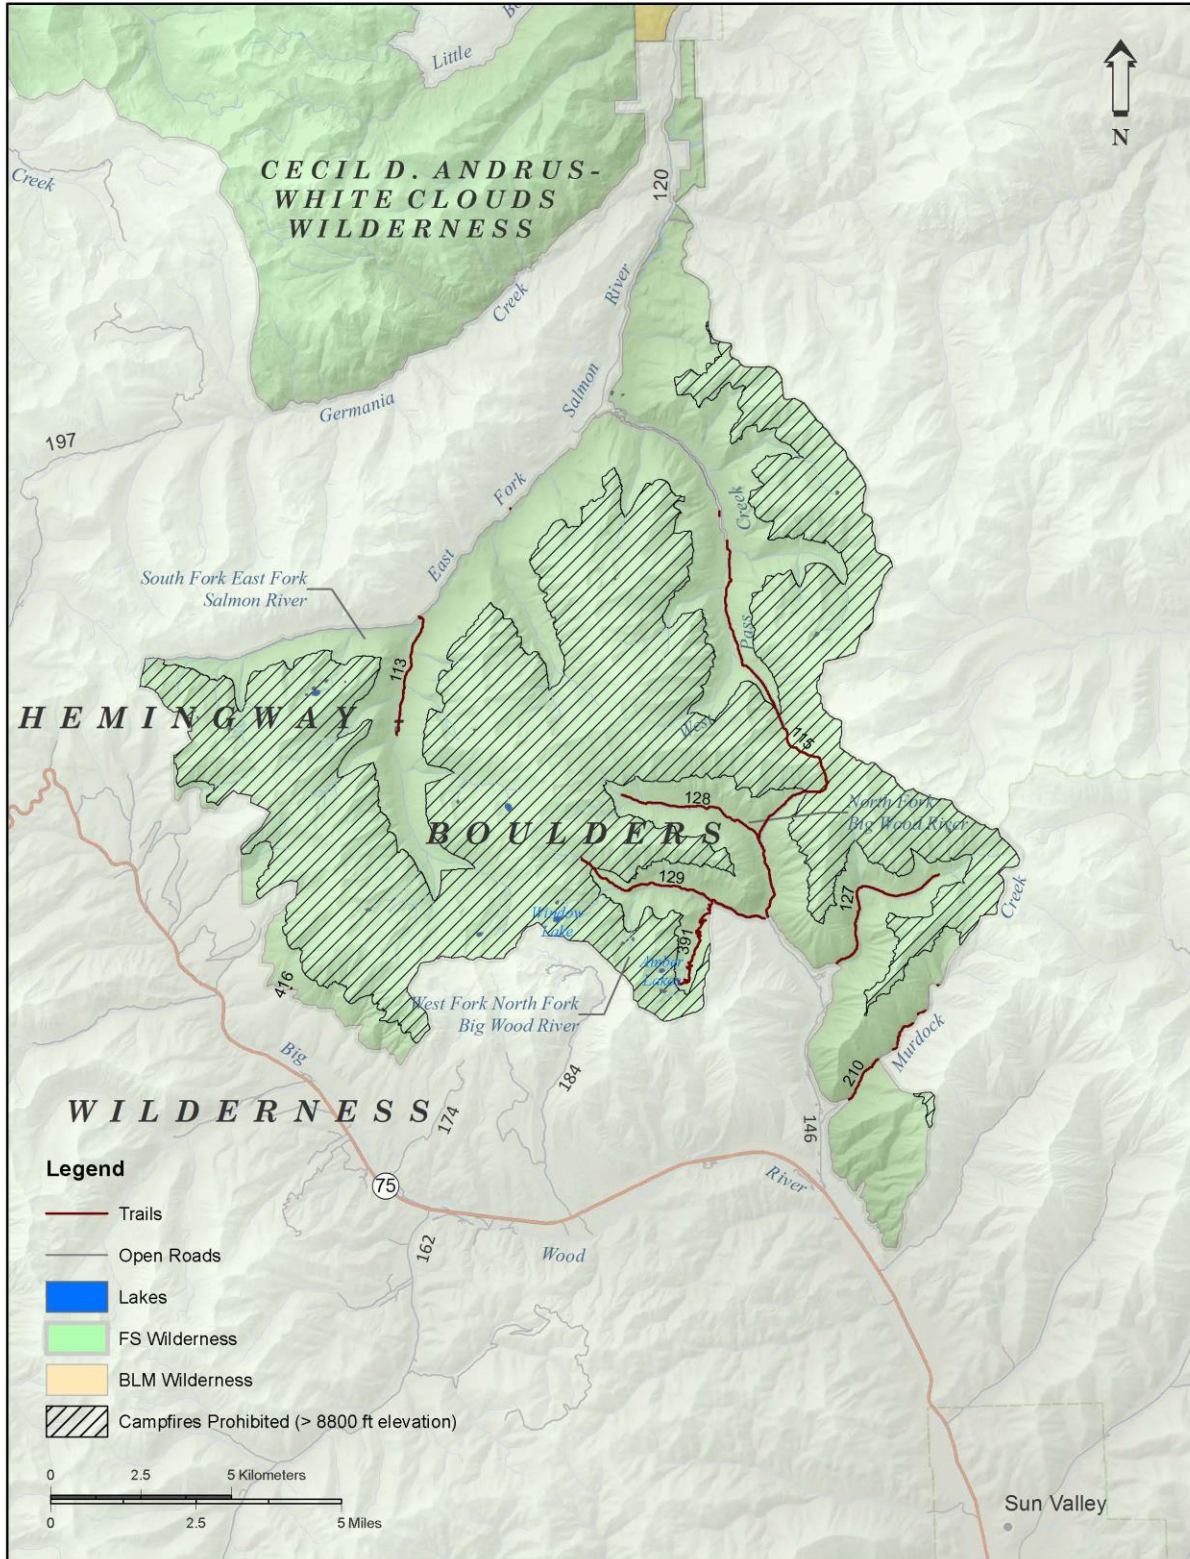 Little
Creek
CECIL D. ANDRUS-
WHITE CLOUDS
WILDERNESS
N
120
River
Creek
Salmon
Germania
197
Fork
Creek
East
South Fork East Fork
Salmon River
Pass
113
HEMINGWAY -
West
115
128
North Fork
Big Wood River
BOULDERS
129
127
Creek
Window
Lake
391
Amber
Lakes
416
West Fork North Fork
Big Wood River
Murdock
Big
184
210
WILDERNESS
174
146
Legend
River
75
Trails
162
Wood
Open Roads
Lakes
FS Wilderness
BLM Wilderness
Campfires Prohibited (> 8800 ft elevation)
0 2.5 5 Kilometers
0 2.5 5 Miles
Sun Valley